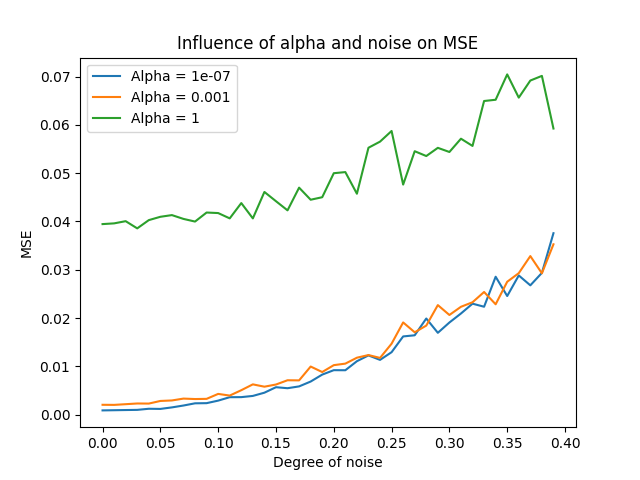 Influence of alpha and noise on MSE
Alpha = 1e-07
Alpha = 0.001
Alpha = 1
MSE
0.07
0.06
0.05
0.04
0.03
0.02
0.01
0.00
0.00 0.05 0.10 0.15 0.20 0.25 0.30 0.35 0.40
Degree of noise